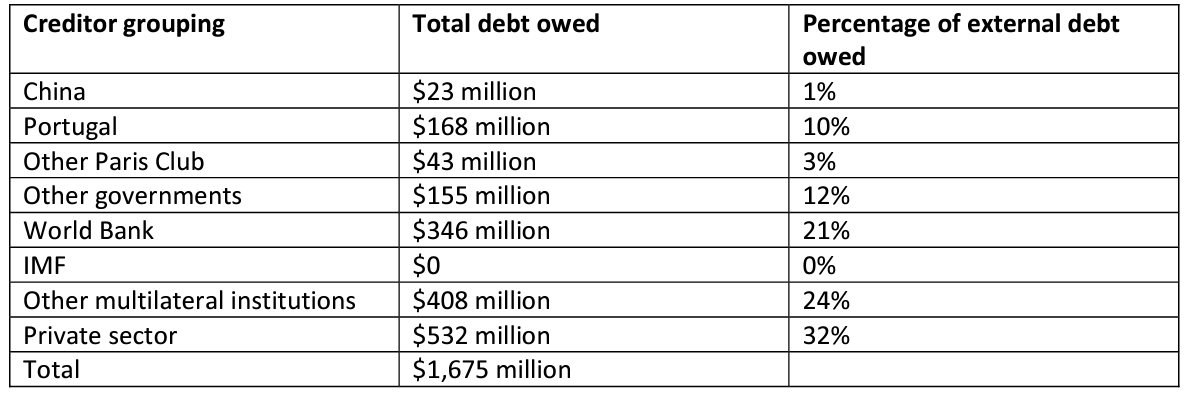 Creditor grouping Total debt owed Percentage of external debt
owed
China $23 million 1%
Portugal $168 million 10%
Other Paris Club $43 million 3%
Other governments $155 million 12%
World Bank $346 million 21%
IMF $0 0%
Other multilateral institutions $408 million 24%
Private sector $532 million 32%
Total $1,675 million